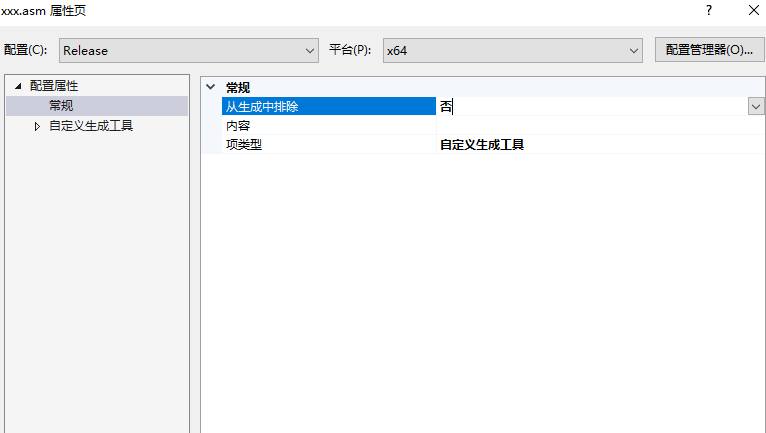 xxx.asm 属性页
?
配置(C): Release 平台(P): x64 配置管理器(O)...
配置属性
常规
自定义生成工具
常规
从生成中排除 否
内容
项类型 自定义生成工具